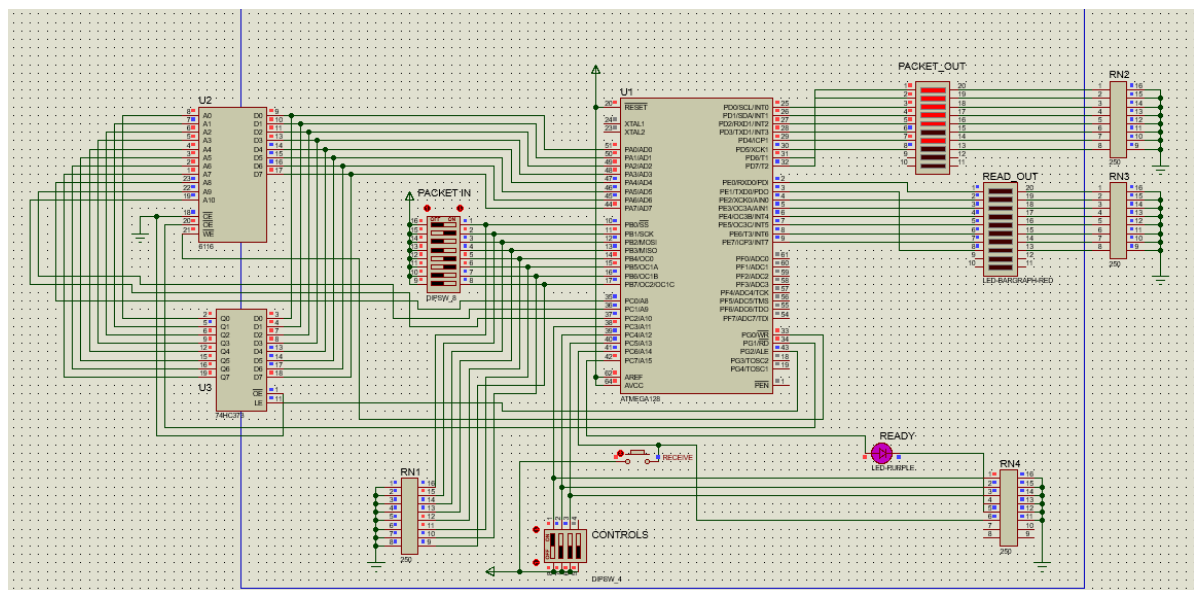 PACKET_OUT
RN2
250
READ_OUT
LED-BARGRAPH-RED
RN3
250
U1
RESET
XTAL1
XTAL2
PA0/AD0
PA1/AD1
PA2/AD2
PA3/AD3
PA4/AD4
PA5/AD5
PA6/AD6
PA7/AD7
PB0/SS
PB1/SCK
PB2/MOSI
PB3/MISO
PB4/OC0
PB5/OC1A
PB6/OC1B
PB7/OC2/OC1C
PC0/A8
PC1/A9
PC2/A10
PC3/A11
PC4/A12
PC5/A13
PC6/A14
PC7/A15
AREF
AVCC
PD0/SCL/INT0
PD1/SDA/INT1
PD2/RXD1/INT2
PD3/TXD1/INT3
PD4/ICP1
PD5/XCK1
PD6/T1
PD7/T2
PE0/RXD0/PDI
PE1/TXD0/PDO
PE2/XCK0/AIN0
PE3/OC3A/AIN1
PE4/OC3B/INT4
PE5/OC3C/INT5
PE6/T3/INT6
PE7/ICP3/INT7
PF0/ADC0
PF1/ADC1
PF2/ADC2
PF3/ADC3
PF4/ADC4/TCK
PF5/ADC5/TMS
PF6/ADC6/TDO
PF7/ADC7/TDI
PG0/WR
PG1/RD
PG2/ALE
PG3/TOSC2
PG4/TOSC1
PEN
ATMEGA128
U2
A0 D0
A1 D1
A2 D2
A3 D3
A4 D4
A5 D5
A6 D6
A7 D7
A8
A9
A10
CE
OE
WE
6116
PACKET IN
OFF ON
DIPSW_8
Q0 D0
Q1 D1
Q2 D2
Q3 D3
Q4 D4
Q5 D5
Q6 D6
Q7 D7
OE
LE
U3
74HC373
RECEIVE
READY
LED-PURPLE
RN1
250
RN4
250
CONTROLS
DIPSW_4